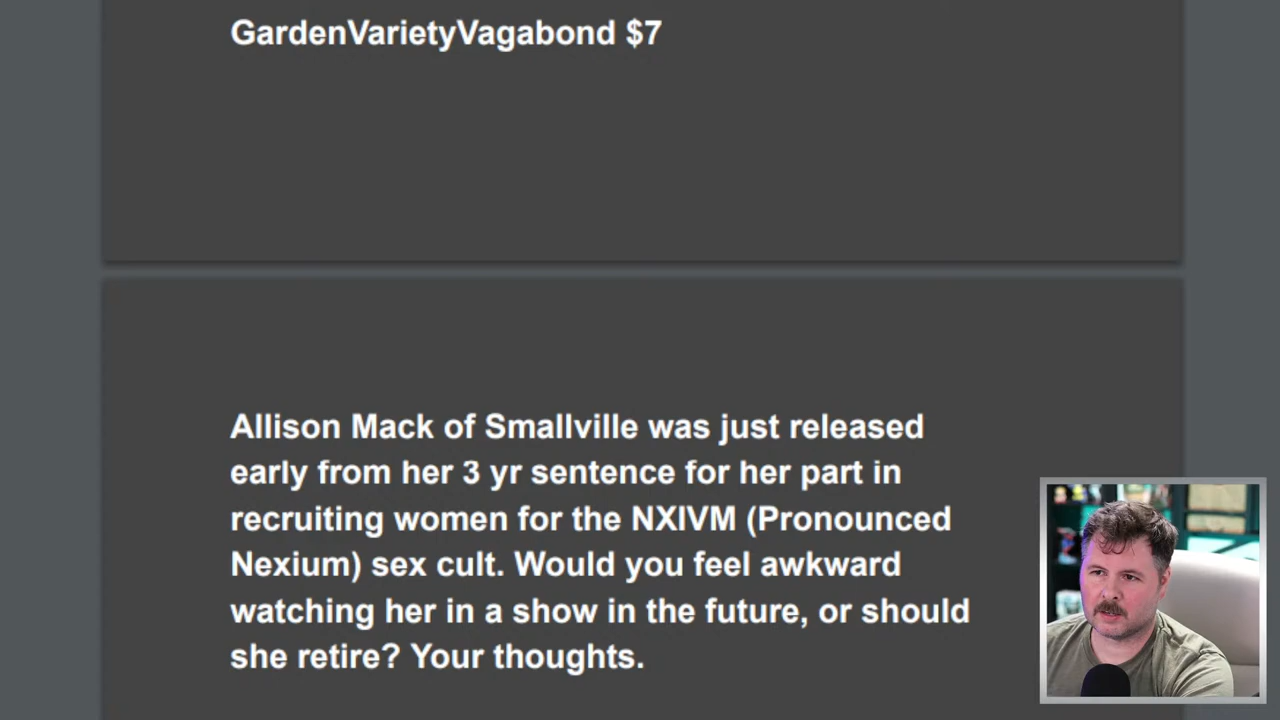 GardenVarietyVagabond $7
Allison Mack of Smallville was just released
early from her 3 yr sentence for her part in
recruiting women for the NXIVM (Pronounced
Nexium) sex cult. Would you feel awkward
watching her in a show in the future, or should
she retire? Your thoughts.